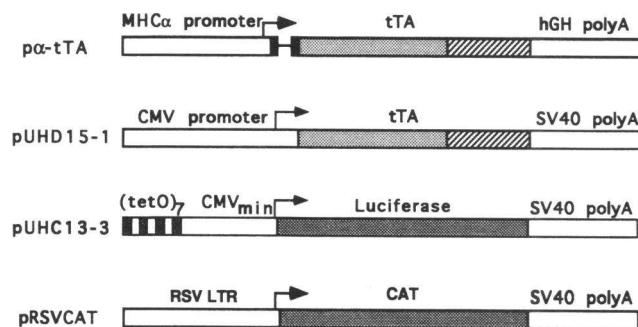 MHCα promoter tTA hGH polyA
pα-tTA
CMV promoter tTA SV40 polyA
pUHD15-1
(tetO)7 CMVmin Luciferase SV40 polyA
pUHC13-3
RSV LTR CAT SV40 polyA
pRSVCAT